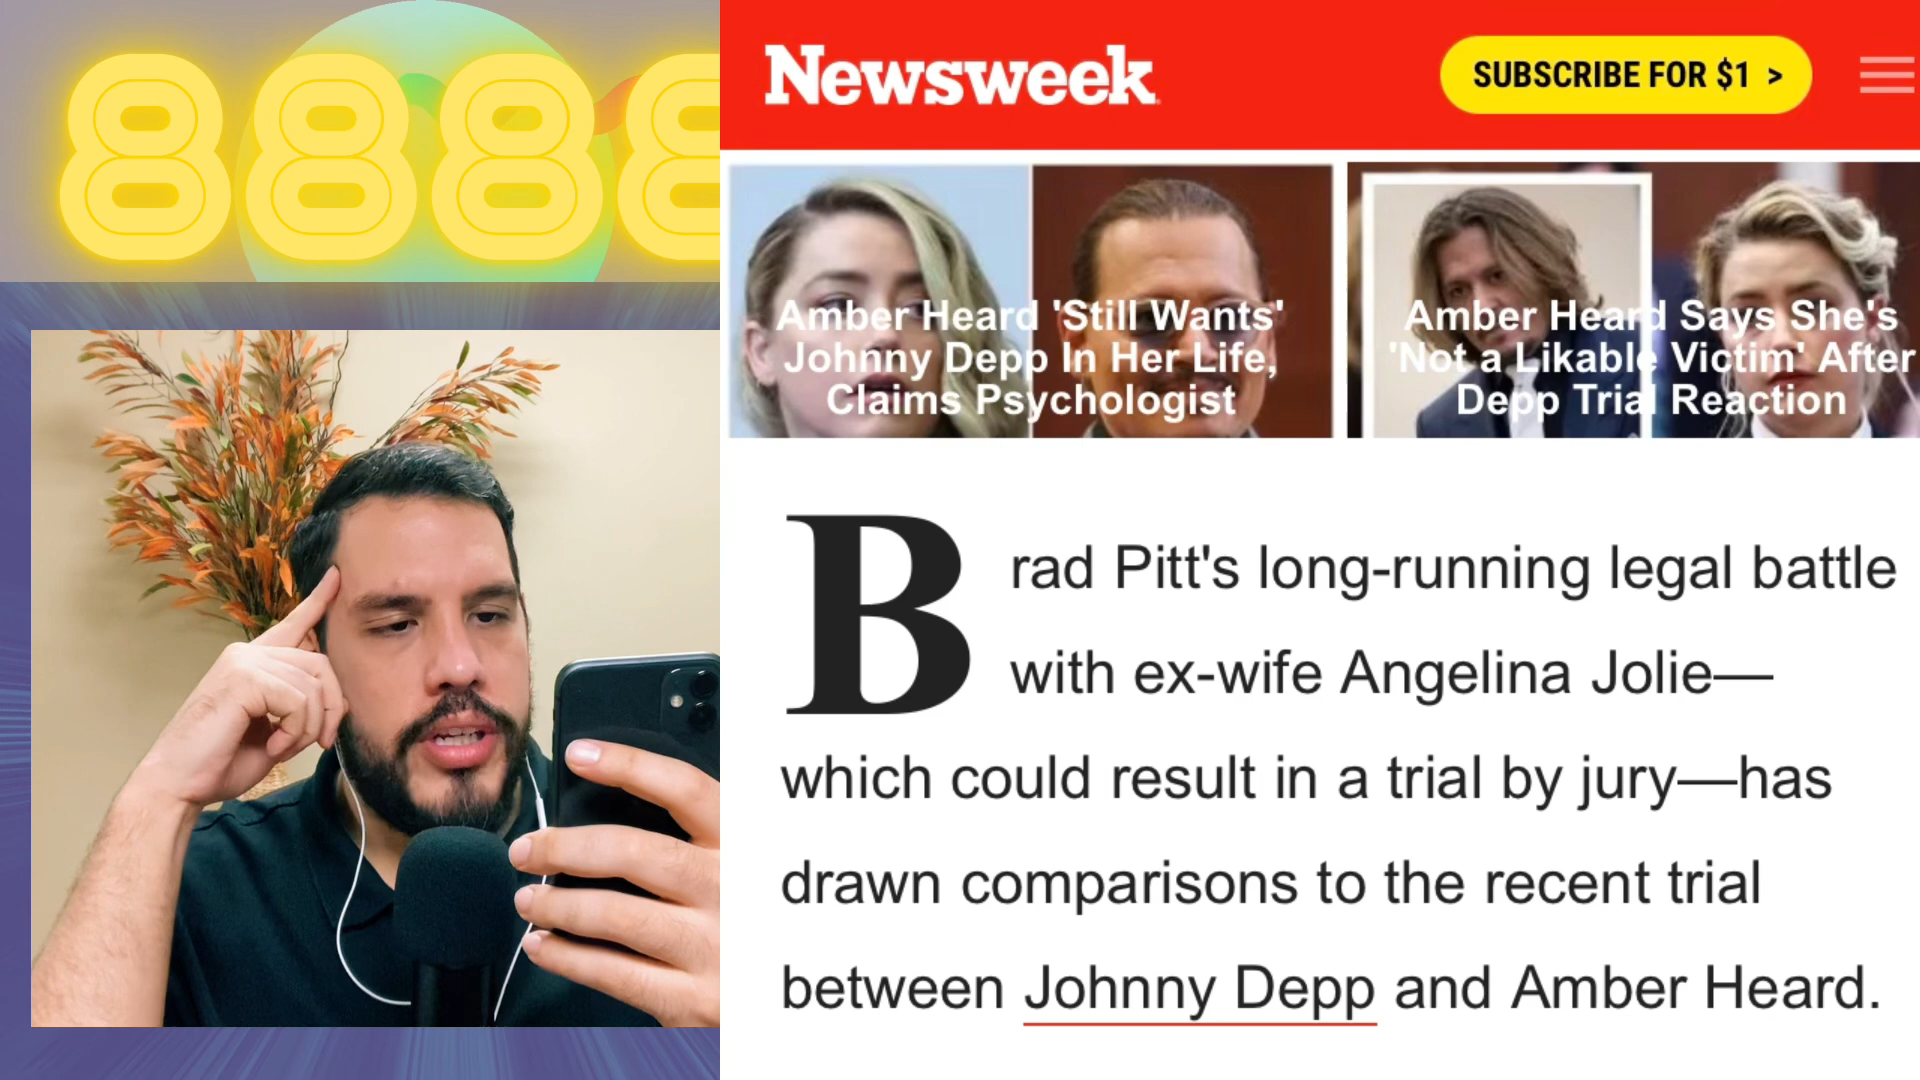 8888
Newsweek
SUBSCRIBE FOR $1 >
Amber Heard 'Still Wants'
Johnny Depp In Her Life,
Claims Psychologist
Amber Heard Says She's
'Not a Likable Victim' After
Depp Trial Reaction
Brad Pitt's long-running legal battle
with ex-wife Angelina Jolie—
which could result in a trial by jury—has
drawn comparisons to the recent trial
between Johnny Depp and Amber Heard.